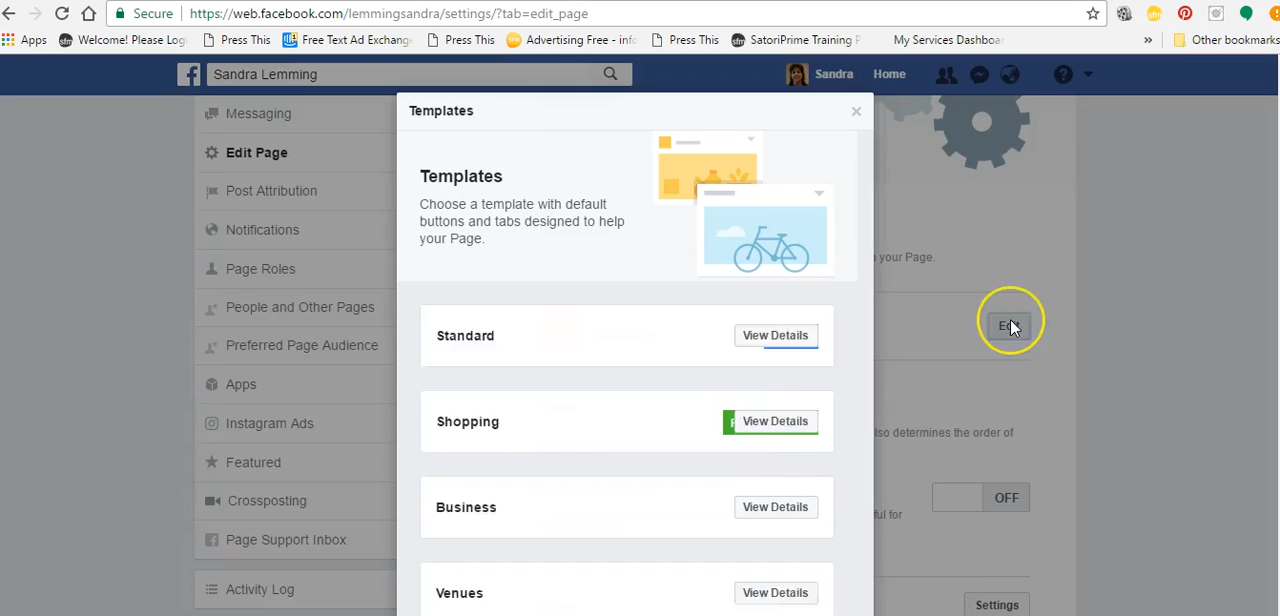 Secure https://web.facebook.com/lemmingsandra/settings/?tab=edit_page
Apps Welcome! Please Log Press This Free Text Ad Exchange Press This Advertising Free - info Press This SatoriPrime Training P My Services Dashboar » Other bookmarks
Sandra Lemming Sandra Home
Messaging
Edit Page
Post Attribution
Notifications
Page Roles
People and Other Pages
Preferred Page Audience
Apps
Instagram Ads
Featured
Crossposting
Page Support Inbox
Activity Log
Templates
Templates
Choose a template with default
buttons and tabs designed to help
your Page.
Standard View Details
Shopping View Details
Business View Details
Venues View Details
o your Page.
Edit
also determines the order of
OFF
ful for
Settings